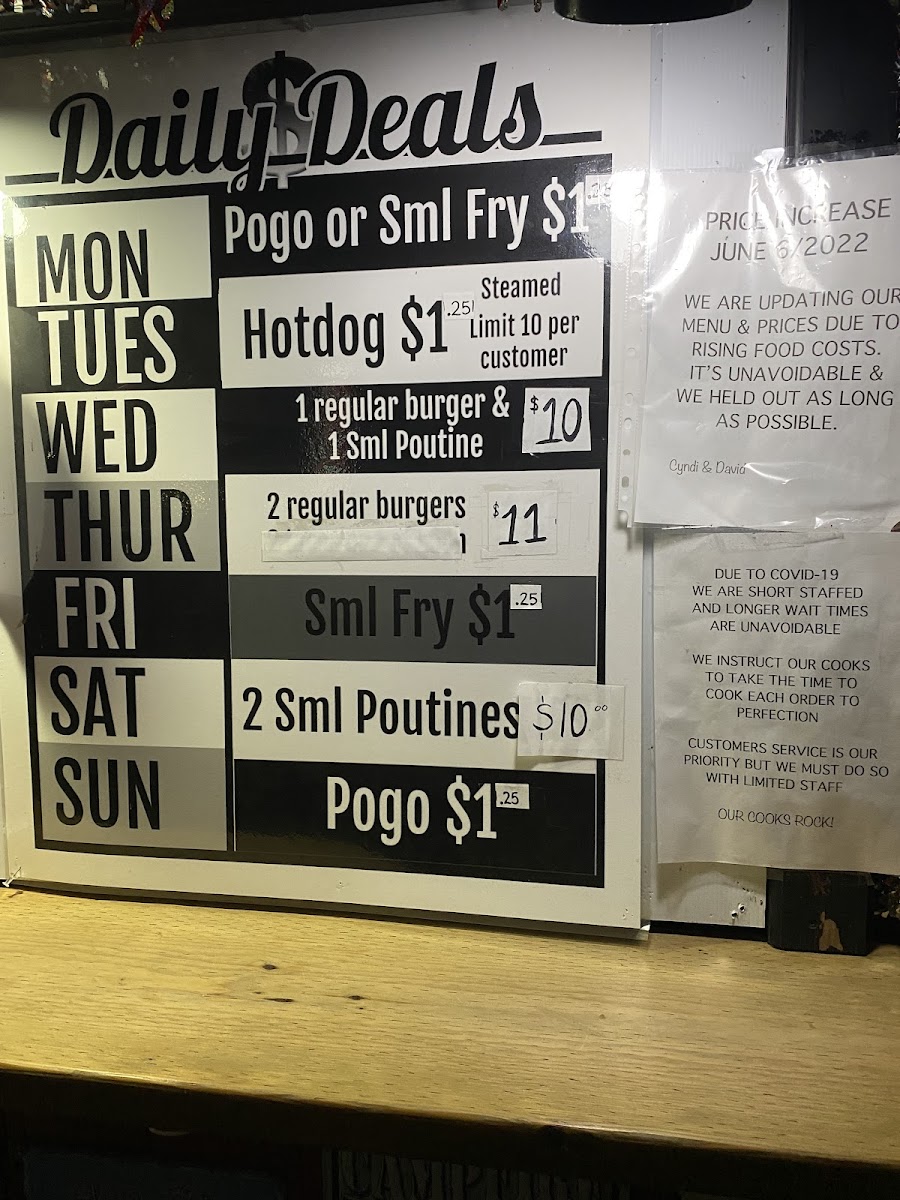 Daily $ Deals
MON
Pogo or Sml Fry $1.25
TUES
Hotdog $1.25
Steamed
Limit 10 per
customer
WED
1 regular burger &
1 Sml Poutine
$10
THUR
2 regular burgers
$11
FRI
Sml Fry $1.25
SAT
2 Sml Poutines $10.00
SUN
Pogo $1.25
PRICE INCREASE
JUNE 6/2022
WE ARE UPDATING OUR
MENU & PRICES DUE TO
RISING FOOD COSTS.
IT'S UNAVOIDABLE &
WE HELD OUT AS LONG
AS POSSIBLE.
Cyndi & David
DUE TO COVID-19
WE ARE SHORT STAFFED
AND LONGER WAIT TIMES
ARE UNAVOIDABLE
WE INSTRUCT OUR COOKS
TO TAKE THE TIME TO
COOK EACH ORDER TO
PERFECTION
CUSTOMERS SERVICE IS OUR
PRIORITY BUT WE MUST DO SO
WITH LIMITED STAFF
OUR COOKS ROCK!